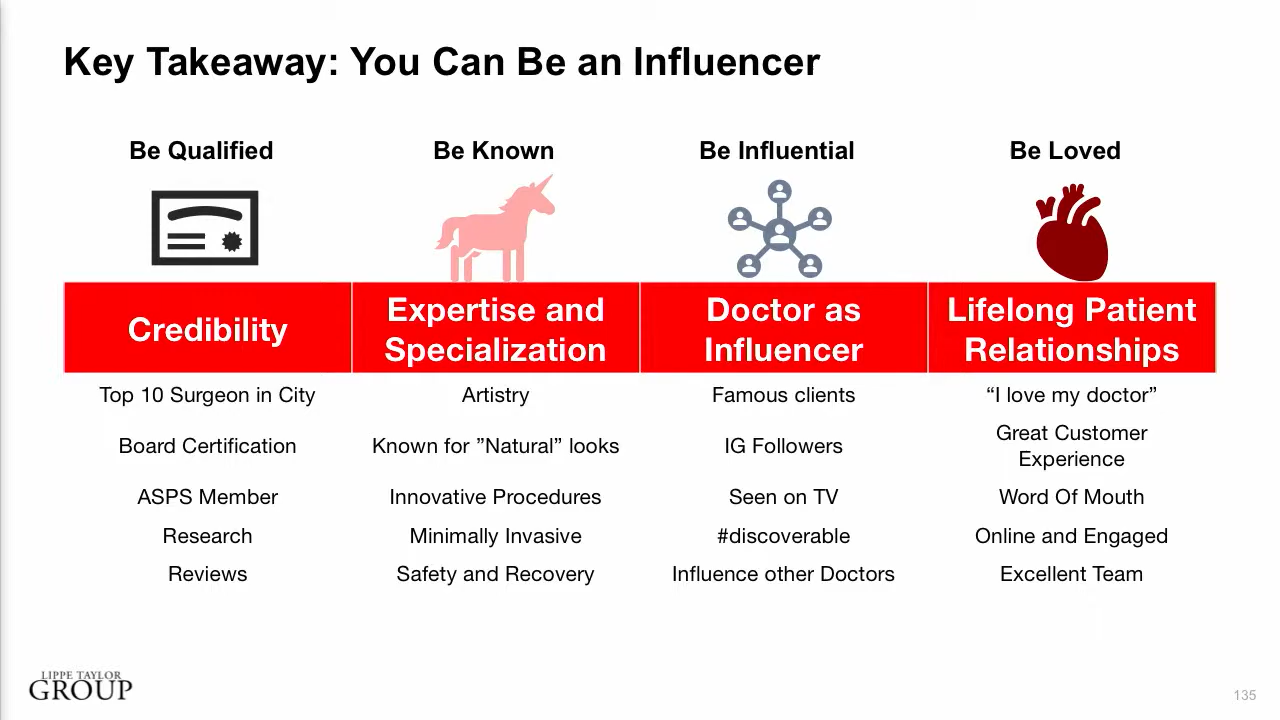 Key Takeaway: You Can Be an Influencer
Be Qualified
Be Known
Be Influential
Be Loved
Credibility
Expertise and
Specialization
Doctor as
Influencer
Lifelong Patient
Relationships
Top 10 Surgeon in City
Artistry
Famous clients
“I love my doctor”
Board Certification
Known for ”Natural” looks
IG Followers
Great Customer
Experience
ASPS Member
Innovative Procedures
Seen on TV
Word Of Mouth
Research
Minimally Invasive
#discoverable
Online and Engaged
Reviews
Safety and Recovery
Influence other Doctors
Excellent Team
LIPPE TAYLOR
GROUP
135